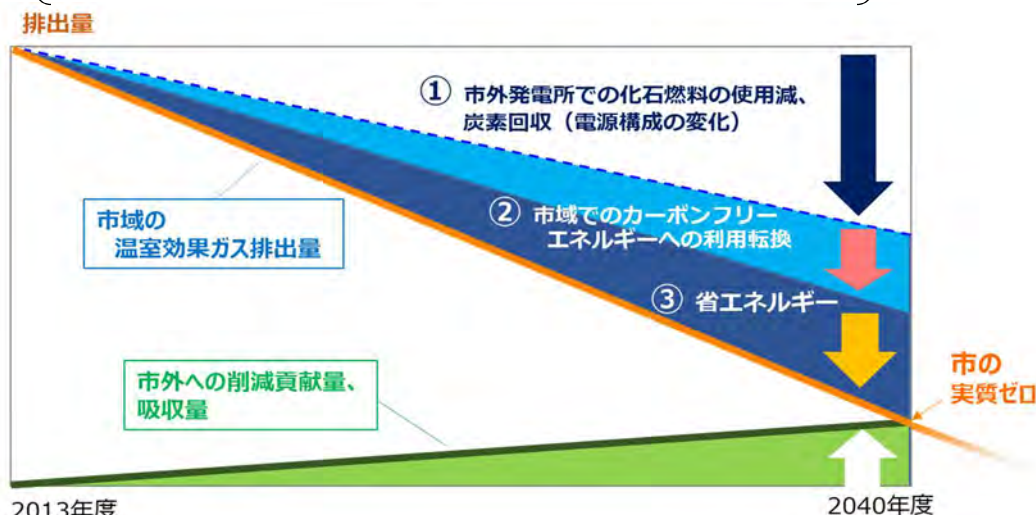 排出量
① 市外発電所での化石燃料の使用減、
炭素回収（電源構成の変化）
市域の
温室効果ガス排出量
② 市域でのカーボンフリー
エネルギーへの利用転換
③ 省エネルギー
市外への削減貢献量、
吸収量
市の
実質ゼロ
2013年度
2040年度